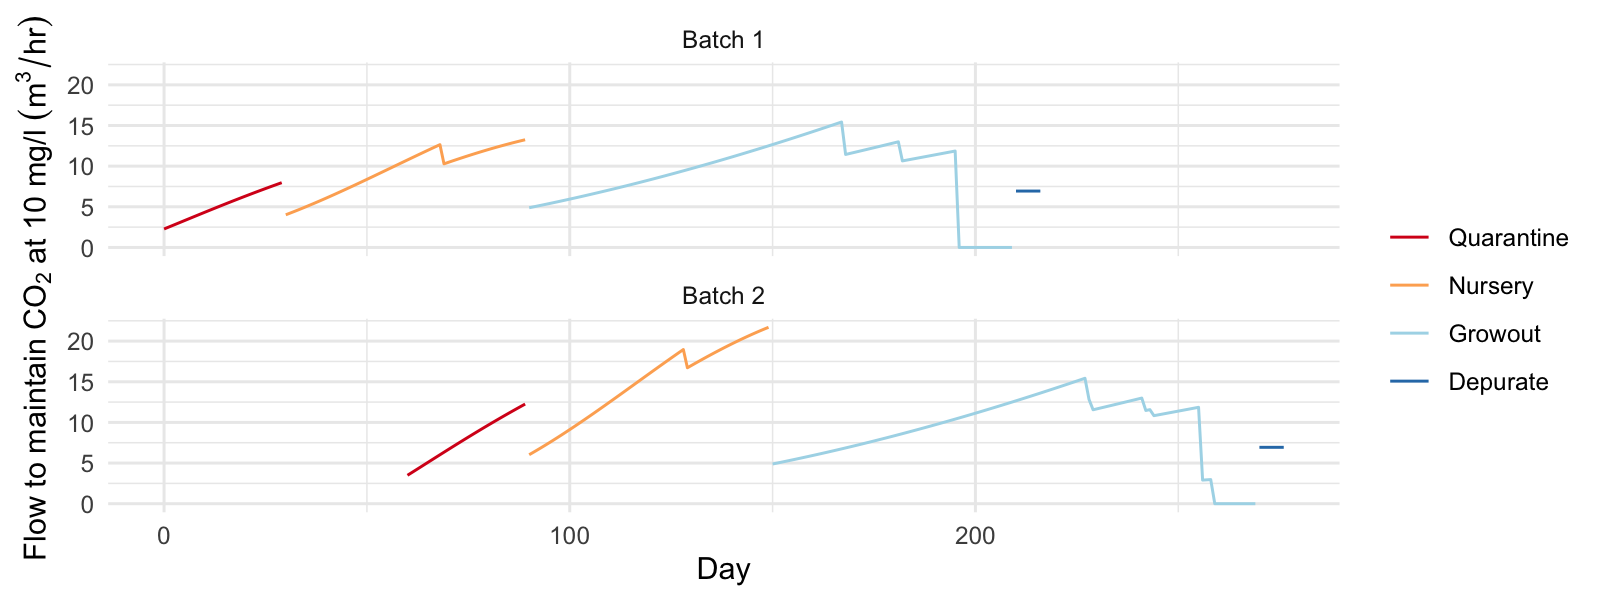 Flow to maintain CO₂ at 10 mg/l (m³/hr)
Batch 1
20
15
10
5
0
Batch 2
20
15
10
5
0
0
100
200
Day
Quarantine
Nursery
Growout
Depurate